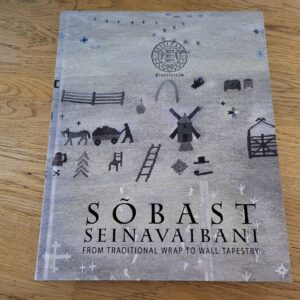 SÕBAST
SEINAVAIBANI
FROM TRADITIONAL WRAP TO WALL TAPESTRY